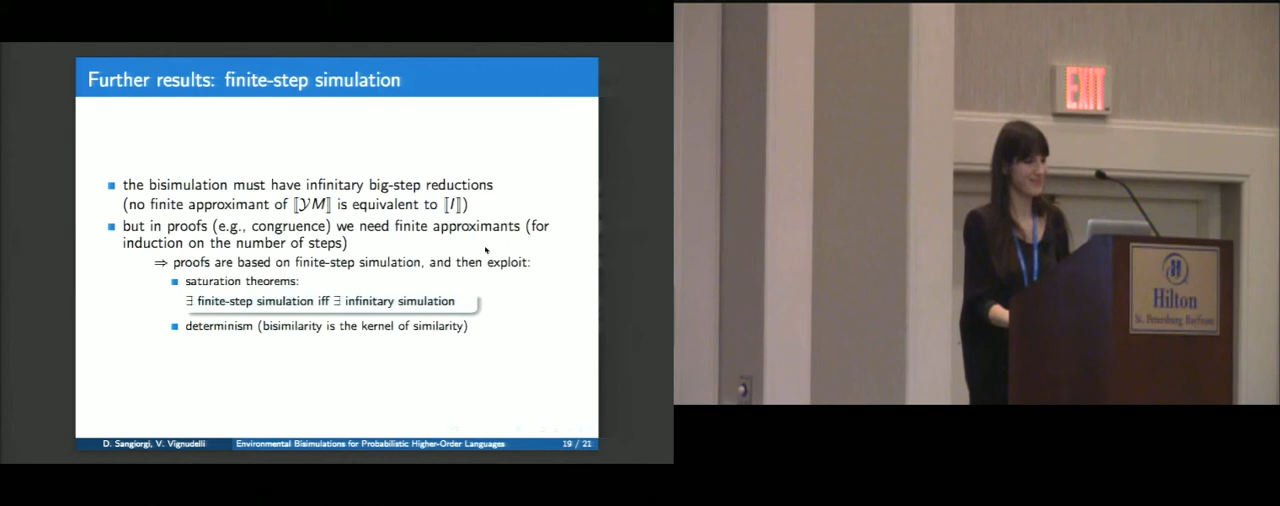 Further results: finite-step simulation
the bisimulation must have infinitary big-step reductions
(no finite approximant of ⟦𝒴M⟧ is equivalent to ⟦I⟧)
but in proofs (e.g., congruence) we need finite approximants (for
induction on the number of steps)
⇒ proofs are based on finite-step simulation, and then exploit:
saturation theorems:
∃ finite-step simulation iff ∃ infinitary simulation
determinism (bisimilarity is the kernel of similarity)
D. Sangiorgi, V. Vignudelli Environmental Bisimulations for Probabilistic Higher-Order Languages 19 / 21
EXIT
Hilton
St. Petersburg Bayfront